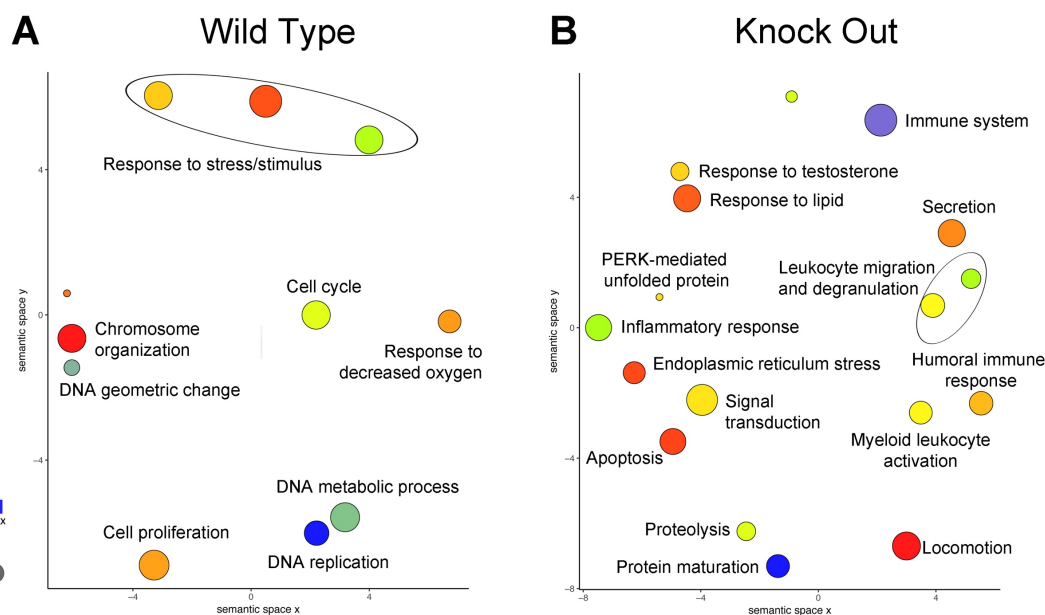 A
Wild Type
4
0
−4
−4
0
4
semantic space y
semantic space x
Response to stress/stimulus
Cell cycle
Chromosome
organization
DNA geometric change
Response to
decreased oxygen
DNA metabolic process
Cell proliferation
DNA replication
x
B
Knock Out
4
0
−4
−8
−8
−4
0
4
semantic space y
semantic space x
Immune system
Response to testosterone
Response to lipid
Secretion
PERK-mediated
unfolded protein
Leukocyte migration
and degranulation
Inflammatory response
Endoplasmic reticulum stress
Humoral immune
response
Signal
transduction
Myeloid leukocyte
activation
Apoptosis
Proteolysis
Protein maturation
Locomotion